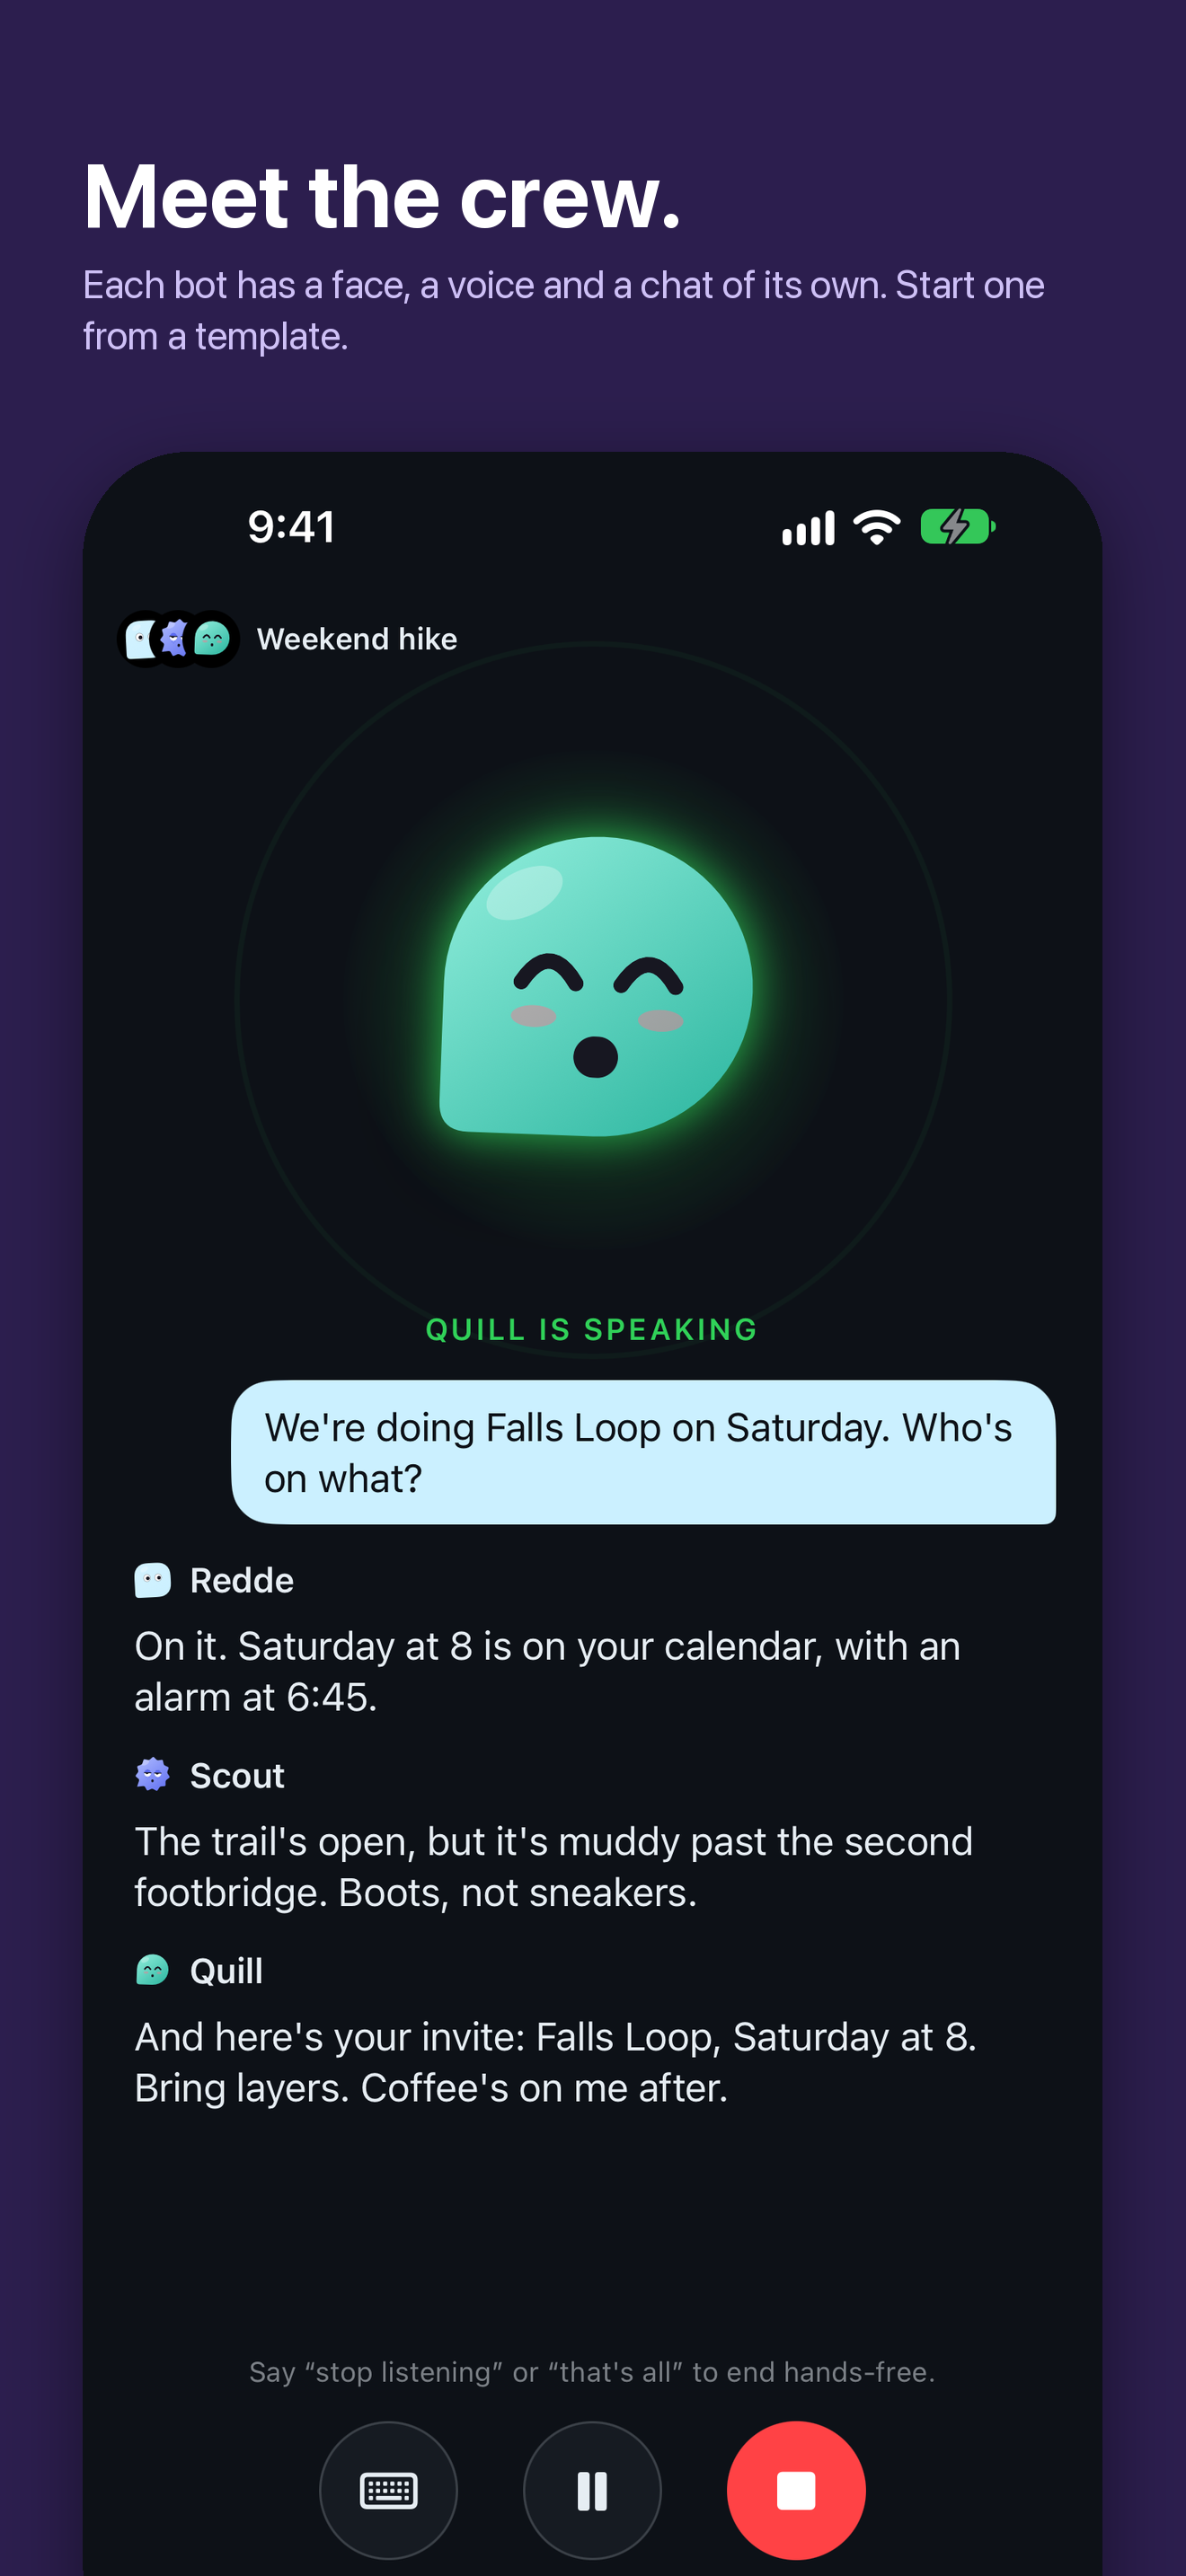 Meet the crew.
Each bot has a face, a voice and a chat of its own. Start one
from a template.
9:41
Weekend hike
QUILL IS SPEAKING
We're doing Falls Loop on Saturday. Who's
on what?
Redde
On it. Saturday at 8 is on your calendar, with an
alarm at 6:45.
Scout
The trail's open, but it's muddy past the second
footbridge. Boots, not sneakers.
Quill
And here's your invite: Falls Loop, Saturday at 8.
Bring layers. Coffee's on me after.
Say “stop listening” or “that's all” to end hands-free.